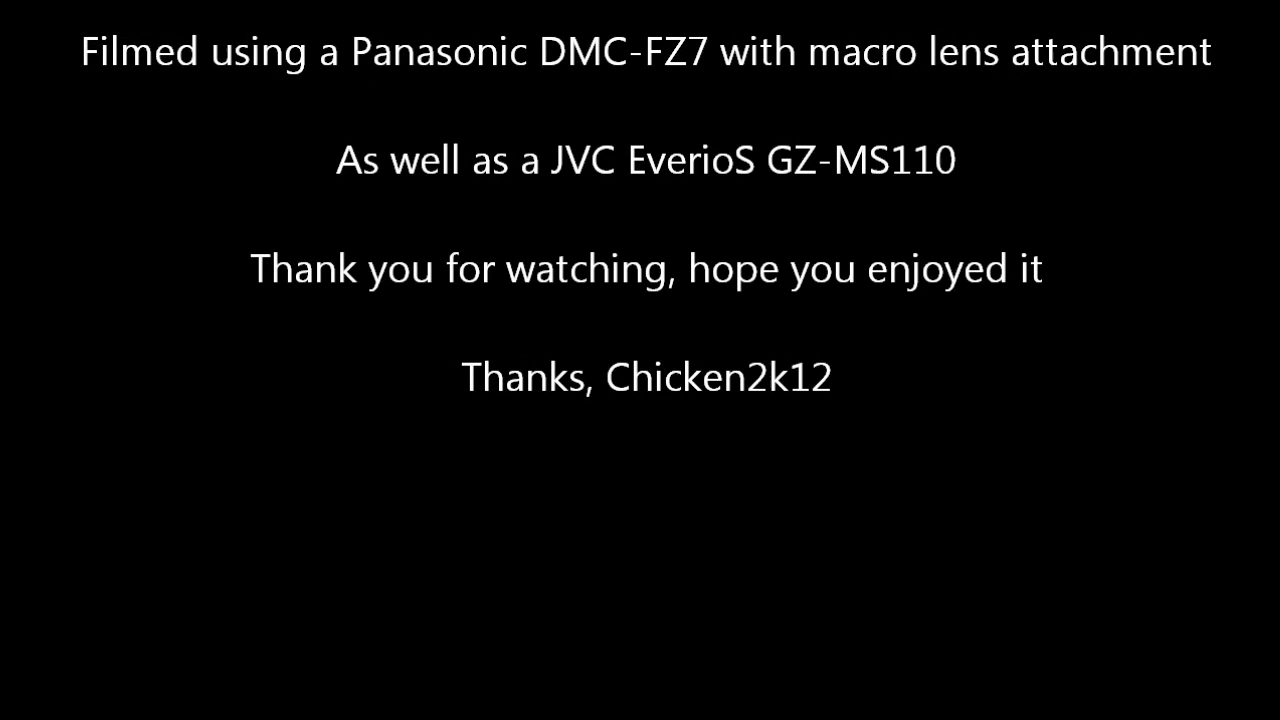 Filmed using a Panasonic DMC-FZ7 with macro lens attachment
As well as a JVC EverioS GZ-MS110
Thank you for watching, hope you enjoyed it
Thanks, Chicken2k12